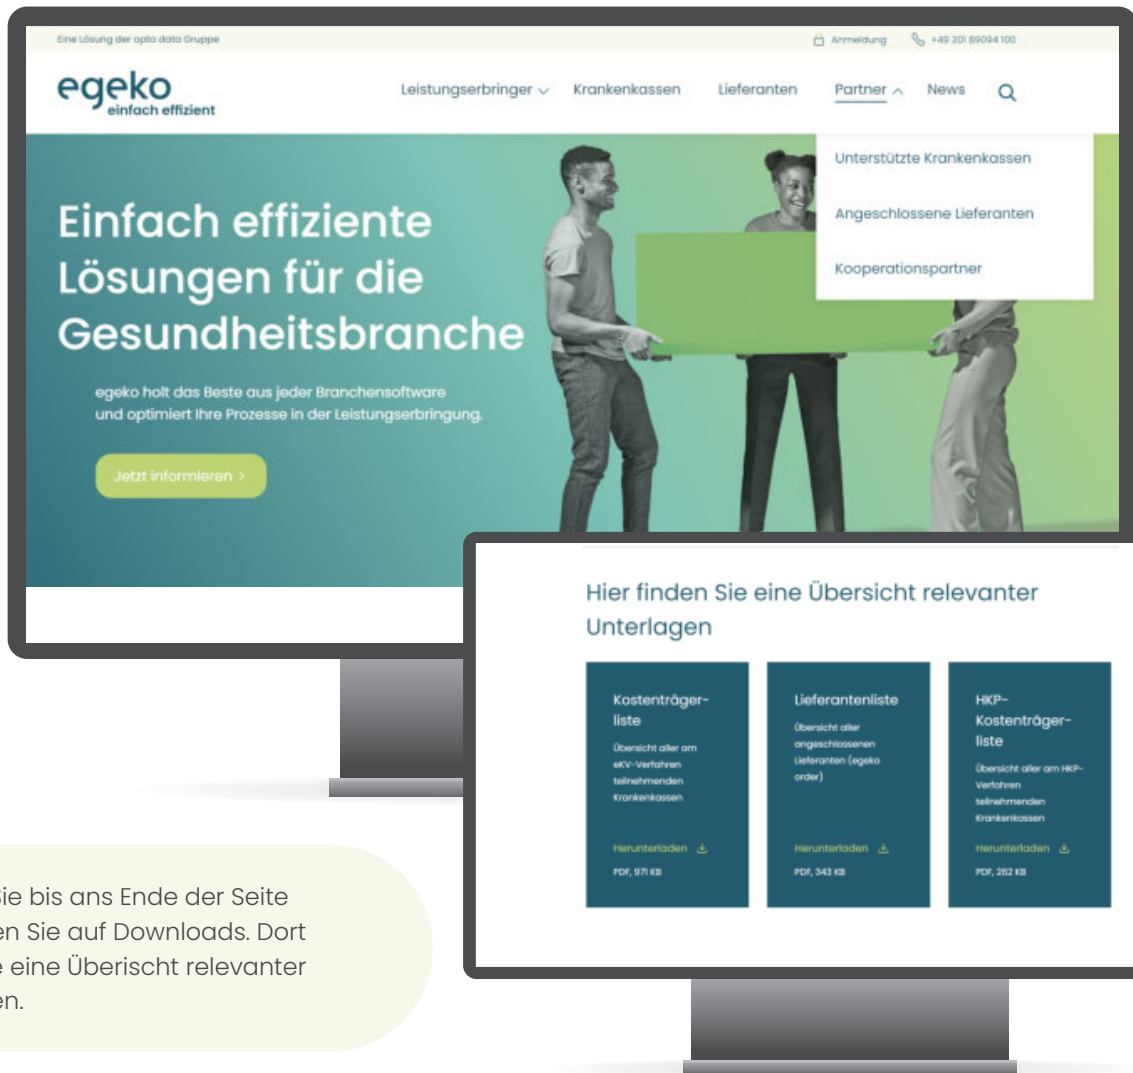 Eine Lösung der opta data Gruppe
Anmeldung
+49 201 89094 100
egeko
einfach effizient
Leistungserbringer
Krankenkassen
Lieferanten
Partner
News
Unterstützte Krankenkassen
Angeschlossene Lieferanten
Kooperationspartner
Einfach effiziente
Lösungen für die
Gesundheitsbranche
egeko holt das Beste aus jeder Branchensoftware
und optimiert Ihre Prozesse in der Leistungserbringung.
Jetzt informieren >
Hier finden Sie eine Übersicht relevanter
Unterlagen
Kostenträger-
liste
Übersicht aller am
eKV-Verfahren
teilnehmenden
Krankenkassen
Herunterladen
PDF, 971 KB
Lieferantenliste
Übersicht aller
angeschlossenen
Lieferanten (egeko
order)
Herunterladen
PDF, 343 KB
HKP-
Kostenträger-
liste
Übersicht aller am HKP-
Verfahren
teilnehmenden
Krankenkassen
Herunterladen
PDF, 262 KB
Sie bis ans Ende der Seite
en Sie auf Downloads. Dort
e eine Überischt relevanter
en.